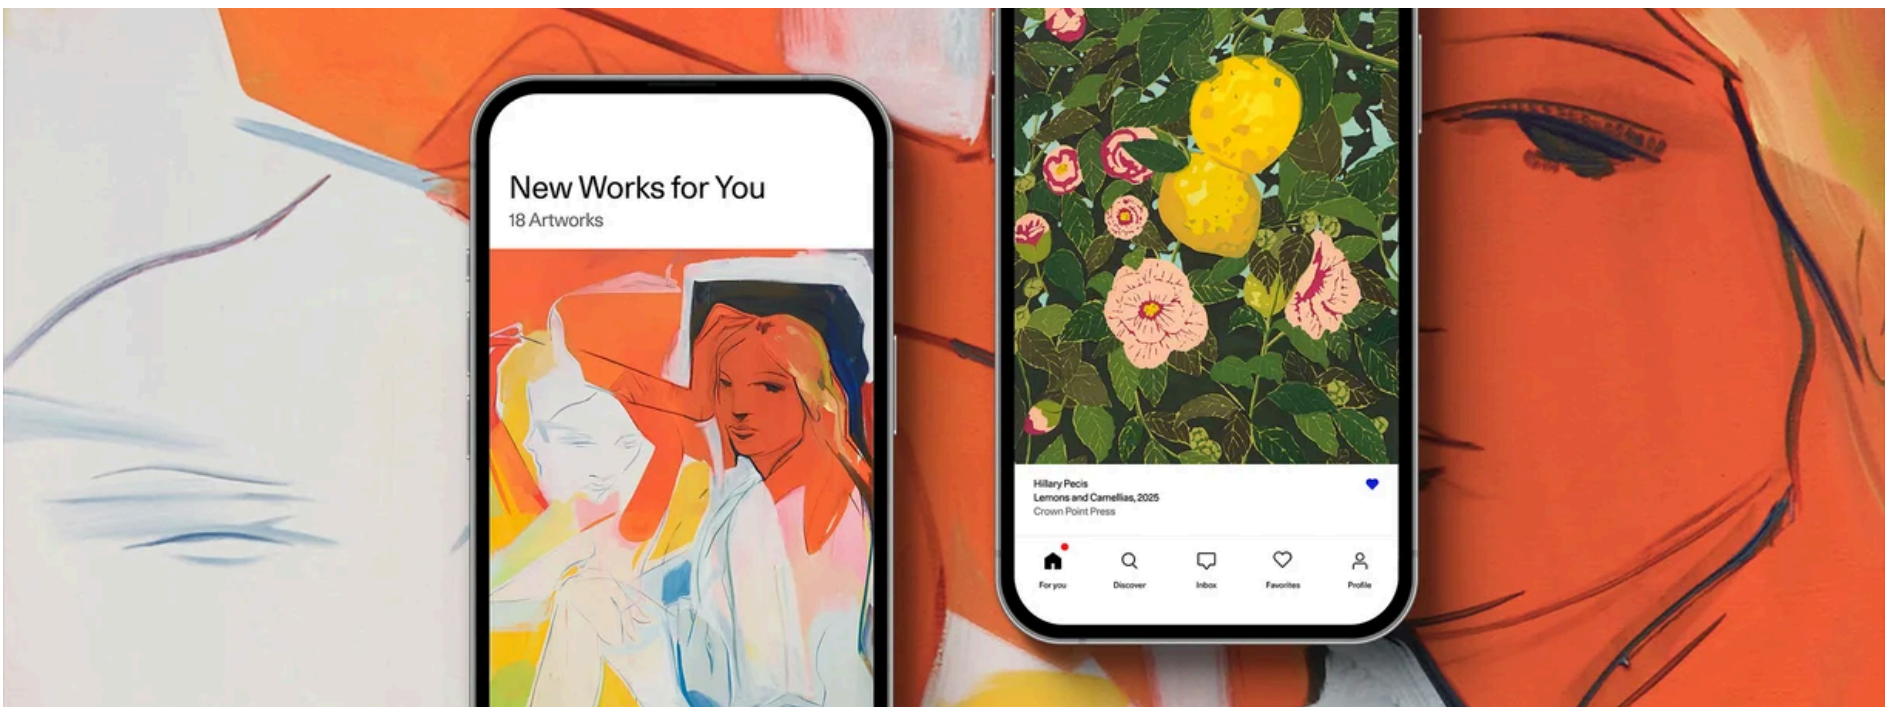 New Works for You
18 Artworks
Hillary Pecis
Lemons and Camellias, 2025
Crown Point Press
For you
Discover
Inbox
Favorites
Profile